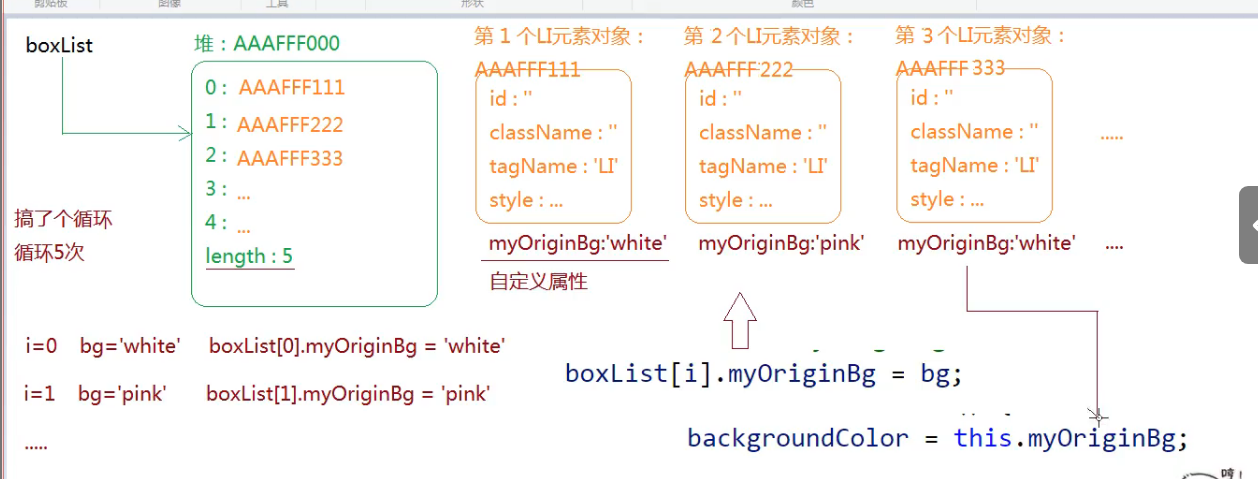 剪贴板 图像 工具 形状 颜色
boxList
堆：AAAFFF000
0： AAAFFF111
1： AAAFFF222
2： AAAFFF333
3： ...
4： ...
length : 5
搞了个循环
循环5次
第 1 个LI元素对象：
AAAFFF111
id : ''
className : ''
tagName : 'LI'
style : ...
myOriginBg:'white'
自定义属性
第 2个LI元素对象：
AAAFFF 222
id : ''
className : ''
tagName : 'LI'
style : ...
myOriginBg:'pink'
第 3个LI元素对象：
AAAFFF 333
id : ''
className : ''
tagName : 'LI'
style : ...
myOriginBg:'white'
.....
....
i=0 bg='white' boxList[0].myOriginBg = 'white'
i=1 bg='pink' boxList[1].myOriginBg = 'pink'
.....
boxList[i].myOriginBg = bg;
backgroundColor = this.myOriginBg;